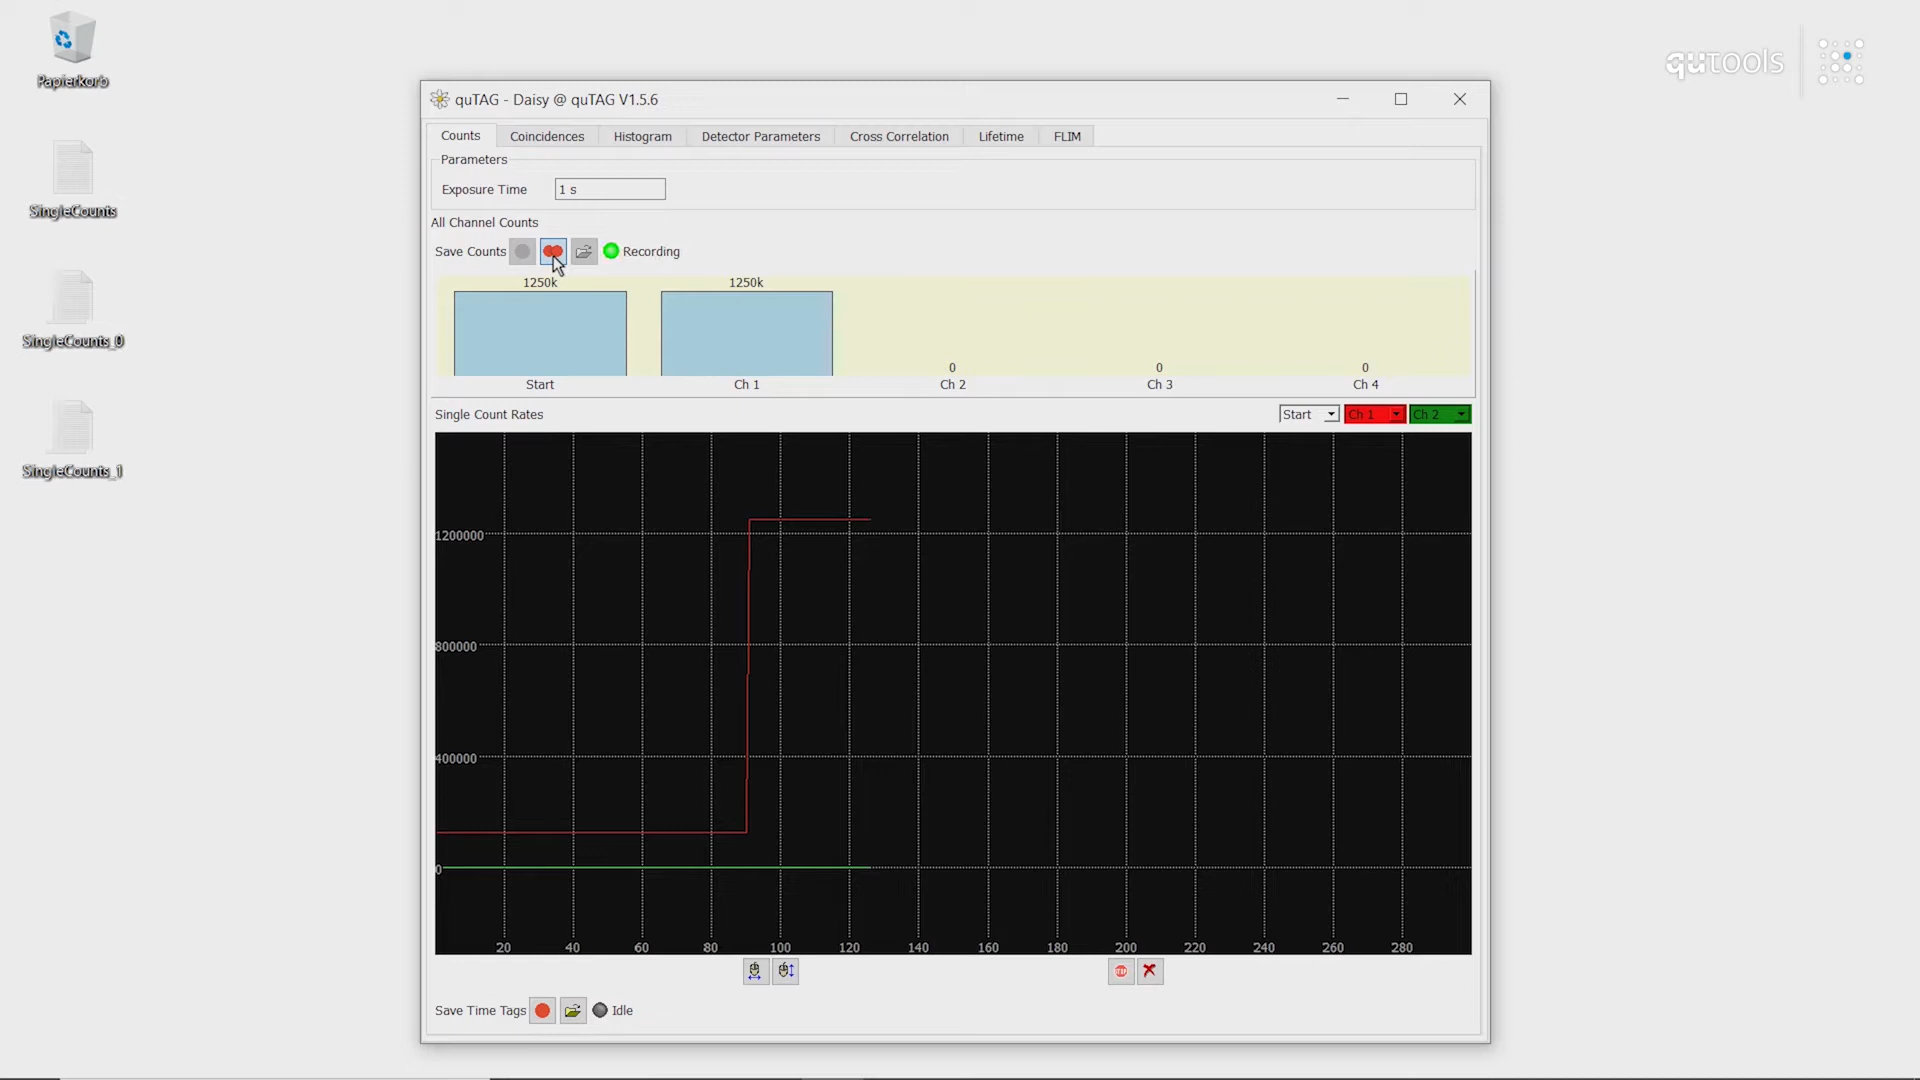 Papierkorb
SingleCounts
SingleCounts_0
SingleCounts_1
qutools
quTAG - Daisy @ quTAG V1.5.6
Counts Coincidences Histogram Detector Parameters Cross Correlation Lifetime FLIM
Parameters
Exposure Time 1 s
All Channel Counts
Save Counts Recording
1250k 1250k 0 0 0
Start Ch 1 Ch 2 Ch 3 Ch 4
Single Count Rates Start Ch 1 Ch 2
1200000
800000
400000
0
20 40 60 80 100 120 140 160 180 200 220 240 260 280
Save Time Tags Idle